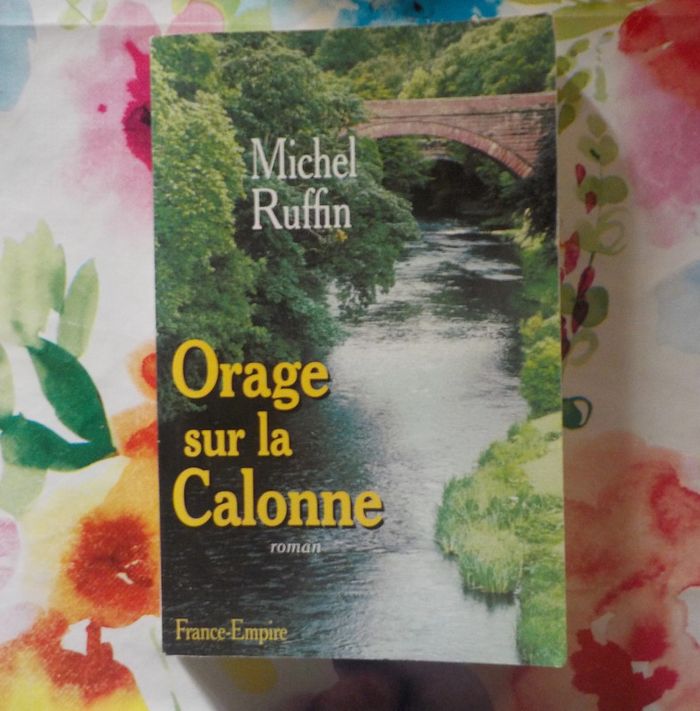 Michel
Ruffin
Orage
sur la
Calonne
roman
France-Empire